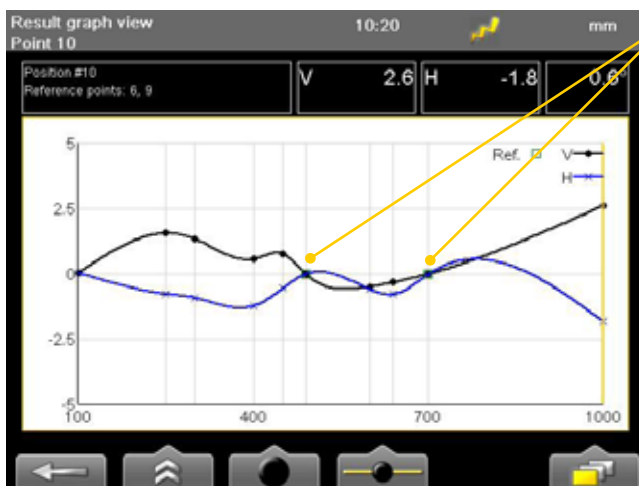 Result graph view 10:20 mm
Point 10
Position #10
Reference points: 6, 9
V 2.6 H -1.8 0.6°
5
Ref. V
H
2.5
0
-2.5
-5
100 400 700 1000